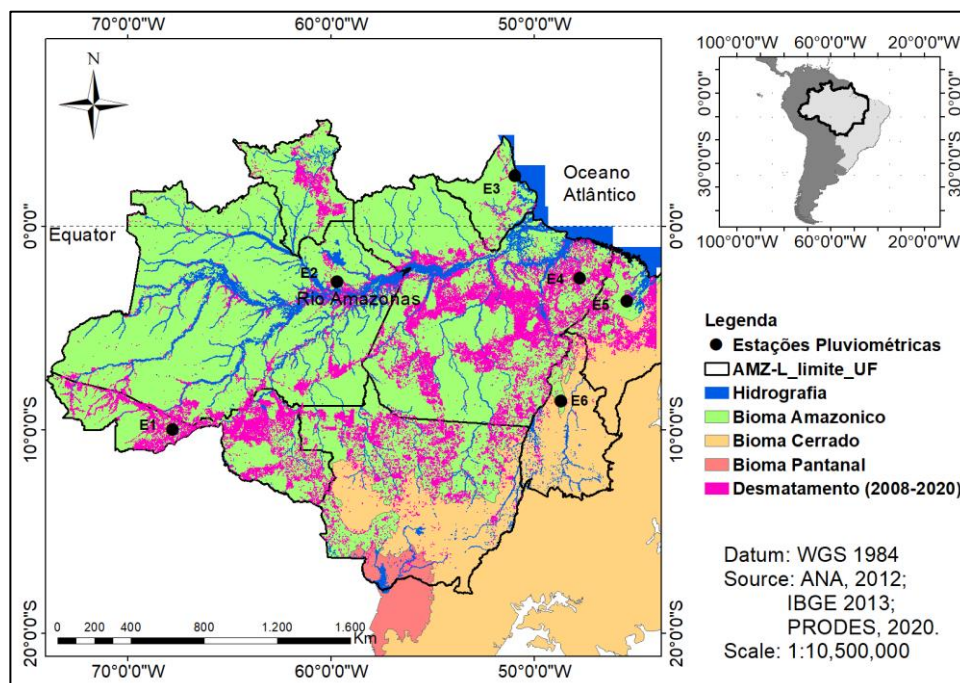 70°0'0"W 60°0'0"W 50°0'0"W
N
Oceano
Atlântico
E3
0°0'0"
Equator
E2
Rio Amazonas
E4
E5
E6
E1
10°0'0"S
10°0'0"S
20°0'0"S
20°0'0"S
0°0'0"
0 200 400 800 1.200 1.600
Km
70°0'0"W 60°0'0"W 50°0'0"W
100°0'0"W 60°0'0"W 20°0'0"W
0°0'0"
30°0'0"S
0°0'0"
30°0'0"S
100°0'0"W 60°0'0"W 20°0'0"W
Legenda
Estações Pluviométricas
AMZ-L_limite_UF
Hidrografia
Bioma Amazonico
Bioma Cerrado
Bioma Pantanal
Desmatamento (2008-2020)
Datum: WGS 1984
Source: ANA, 2012;
IBGE 2013;
PRODES, 2020.
Scale: 1:10,500,000